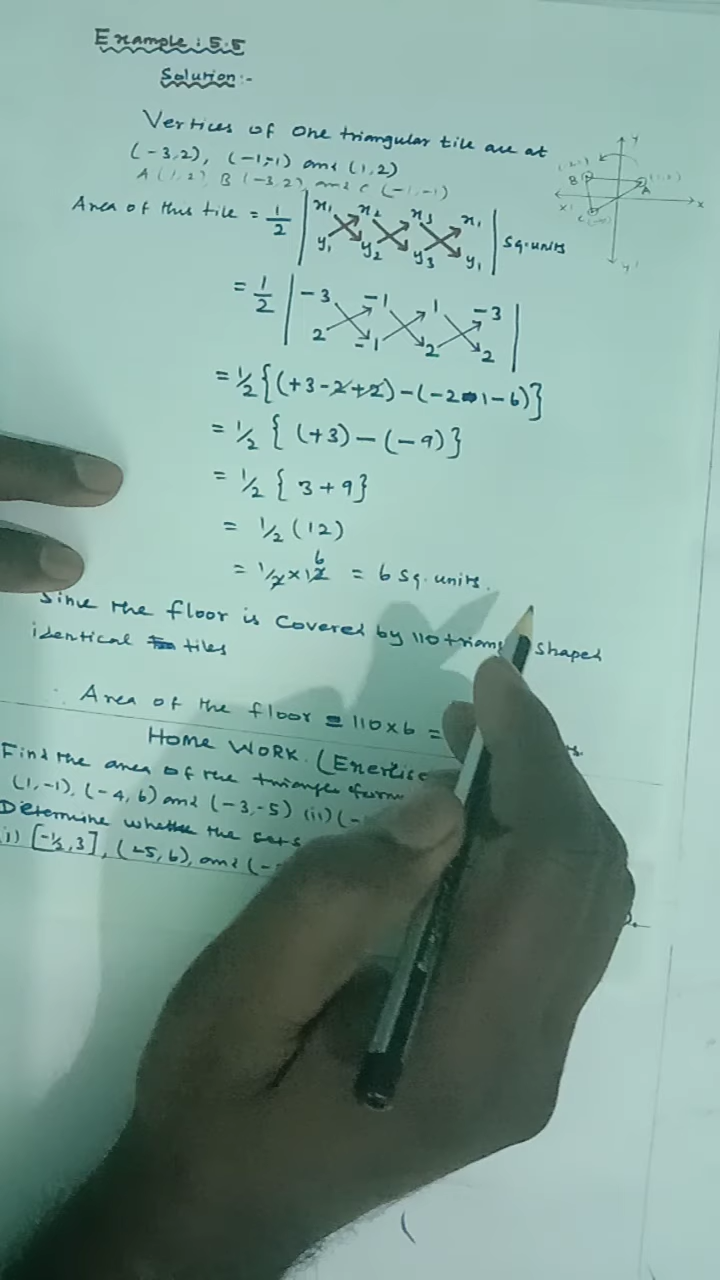 Example: 5.5
Solution:-
Vertices of one triangular tile are at
(-3,2), (-1,-1) and (1,2)
A (1,2) B (-3,2) and C (-1,-1)
Area of this tile = 1/2 | x₁ x₂ x₃ x₁ | sq.units
y₁ y₂ y₃ y₁
= 1/2 | -3 -1 1 -3 |
2 -1 2 2
= 1/2 {(+3-2+2)-(-2-1-6)}
= 1/2 { (+3)-(-9)}
= 1/2 { 3+9}
= 1/2 (12)
= 1/2 × 12 6 = 6 sq.units.
Since the floor is covered by 110 shaped
identical tiles
∴ Area of the floor = 110×6 =
Home Work. (Exercise
Find the area of the triangle
(1,-1), (-4,6) and (-3,-5) (ii) (-
Determine whether the sets
i) [-1/2,3], (-5,6), and (-
Y
B
A
X' X
C
Y'